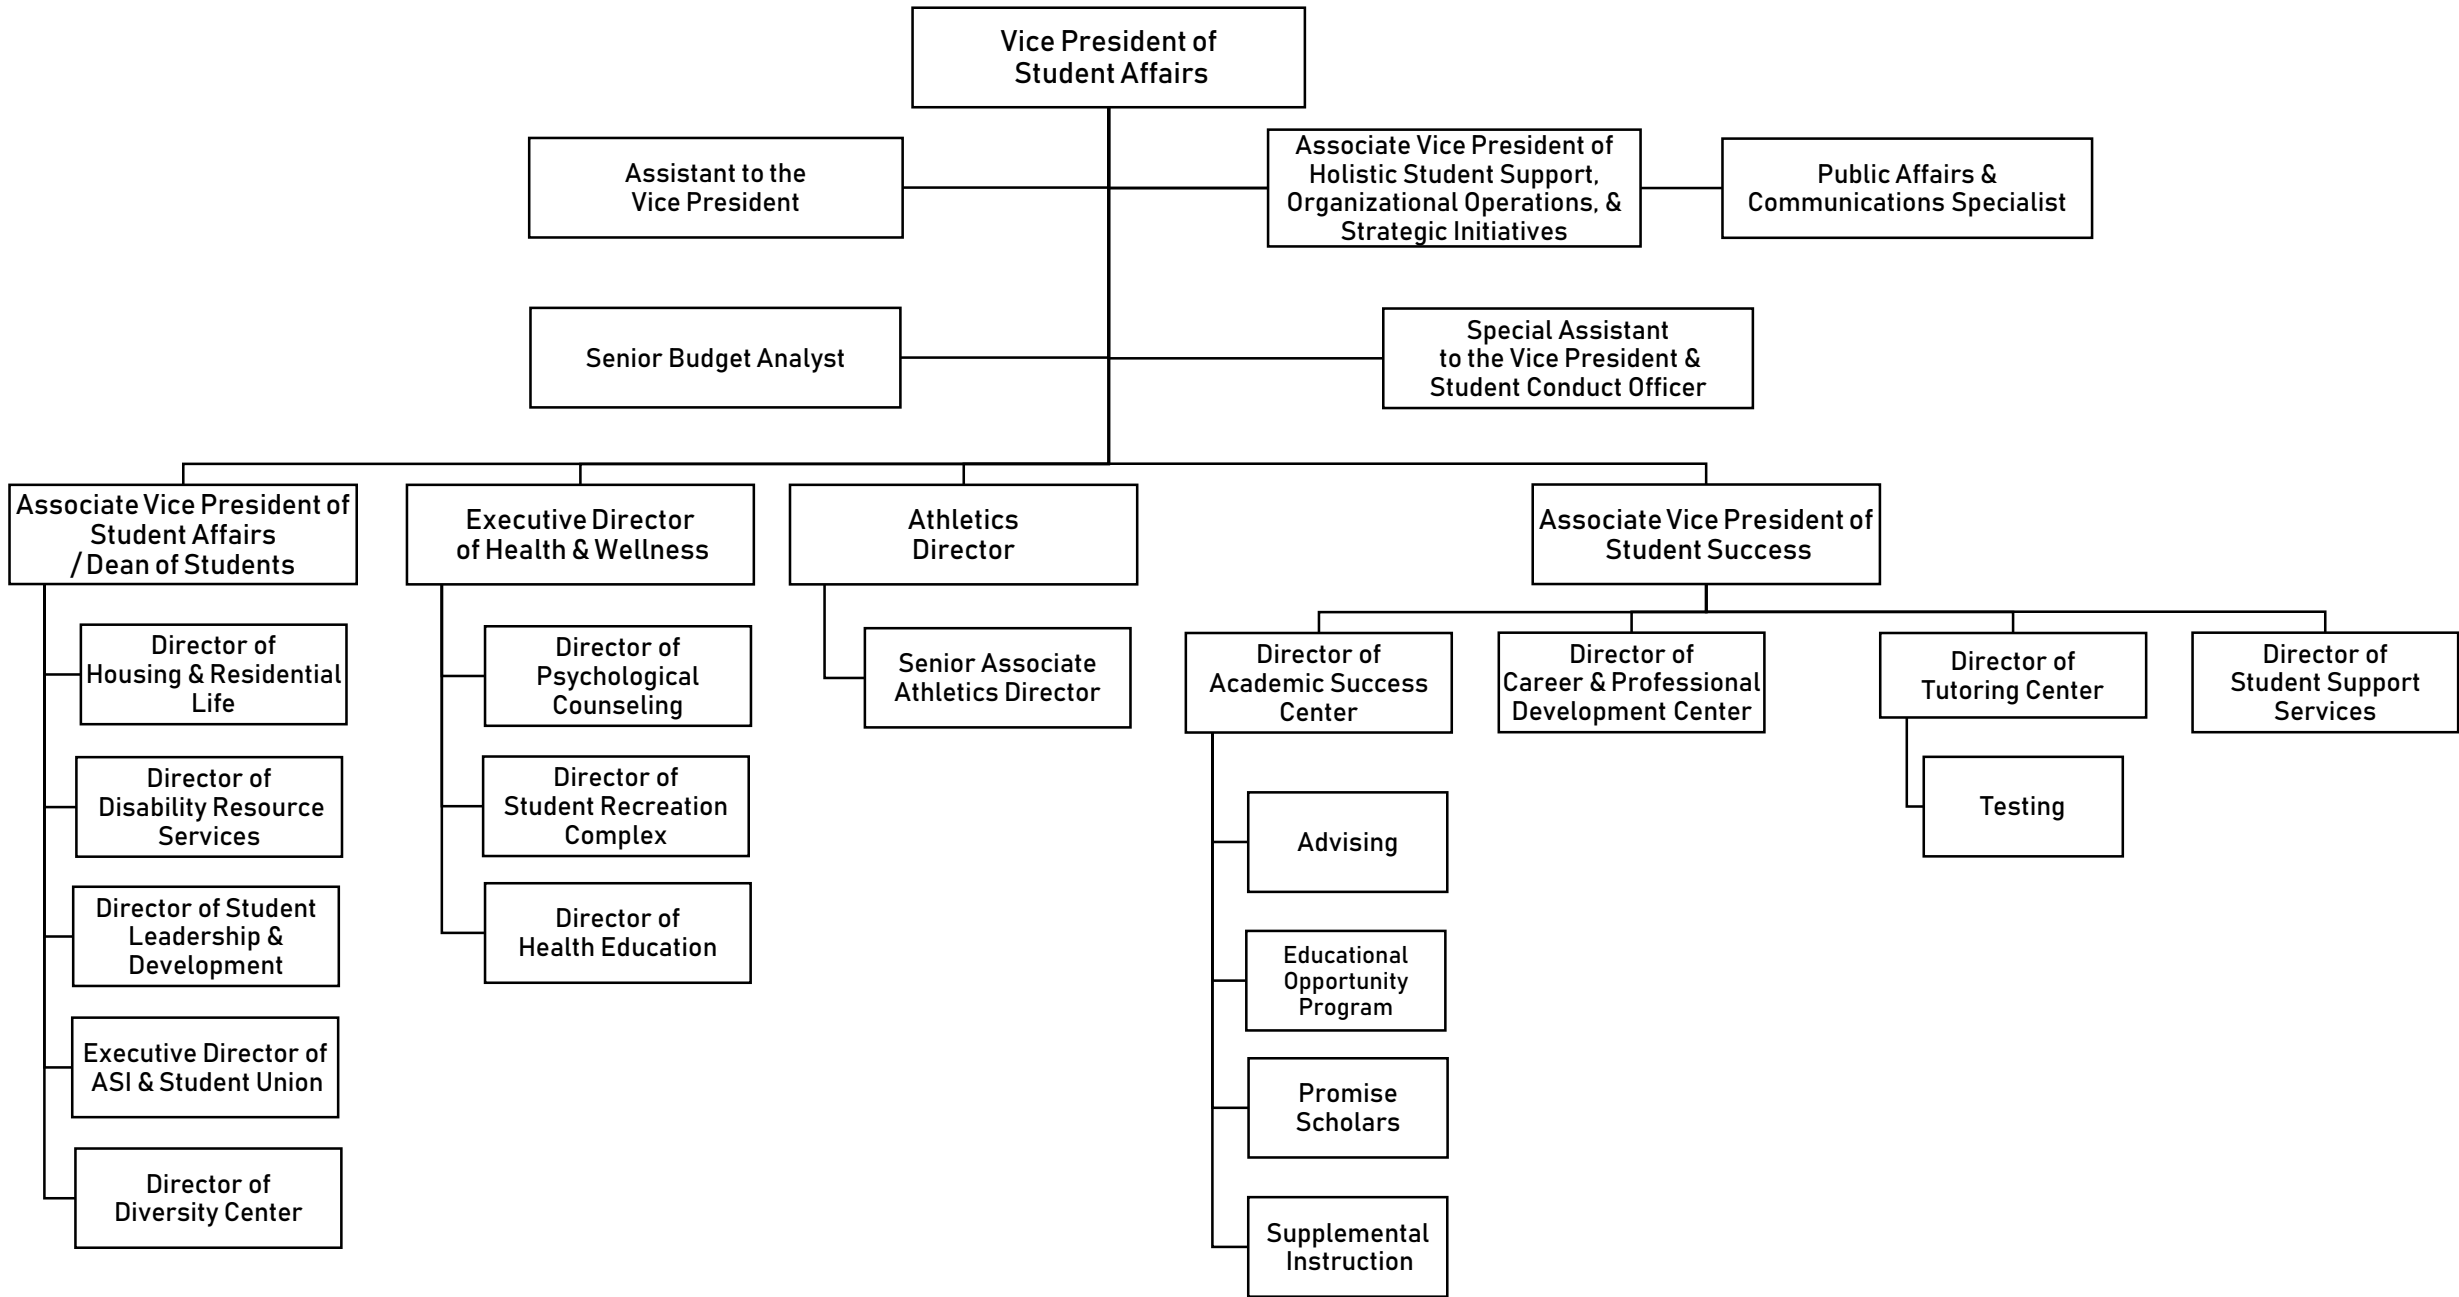 Vice President of
Student Affairs
Assistant to the
Vice President
Associate Vice President of
Holistic Student Support,
Organizational Operations, &
Strategic Initiatives
Public Affairs &
Communications Specialist
Senior Budget Analyst
Special Assistant
to the Vice President &
Student Conduct Officer
Associate Vice President of
Student Affairs
/ Dean of Students
Executive Director
of Health & Wellness
Athletics
Director
Associate Vice President of
Student Success
Director of
Housing & Residential
Life
Director of
Disability Resource
Services
Director of Student
Leadership &
Development
Executive Director of
ASI & Student Union
Director of
Diversity Center
Director of
Psychological
Counseling
Director of
Student Recreation
Complex
Director of
Health Education
Senior Associate
Athletics Director
Director of
Academic Success
Center
Advising
Educational
Opportunity
Program
Promise
Scholars
Supplemental
Instruction
Director of
Career & Professional
Development Center
Director of
Tutoring Center
Testing
Director of
Student Support
Services